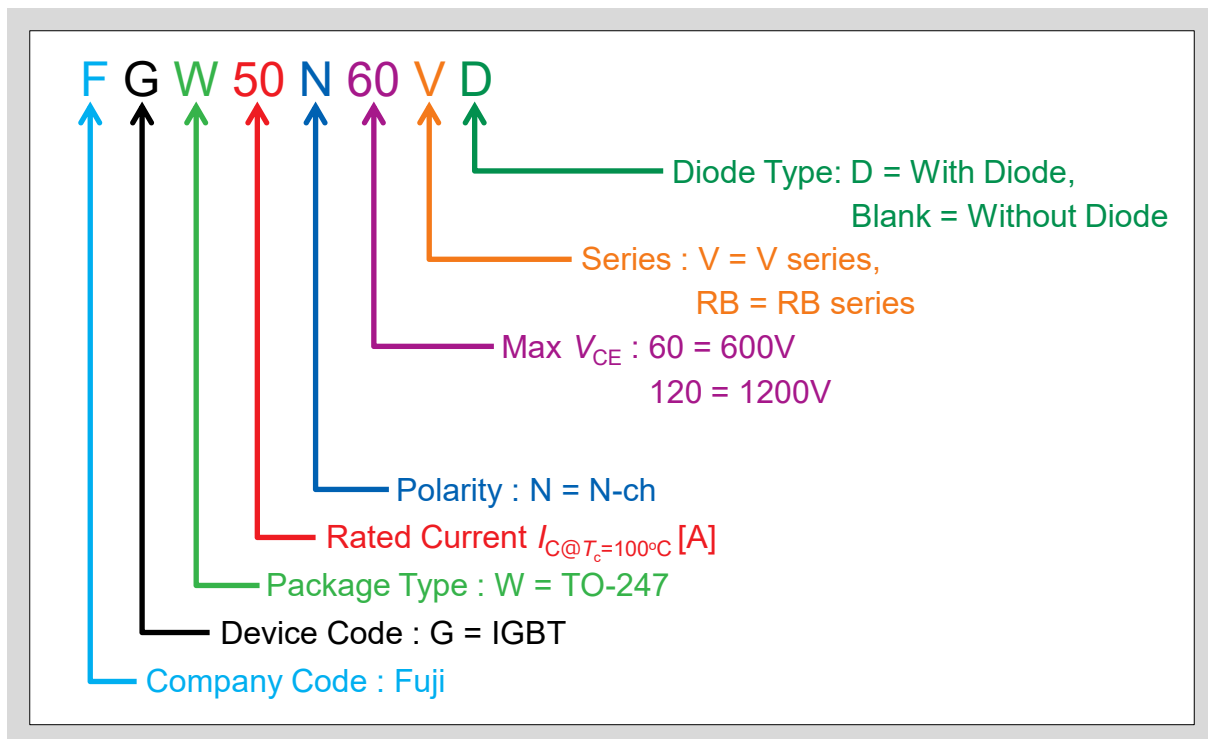 F G W 50 N 60 V D
Diode Type: D = With Diode,
Blank = Without Diode
Series : V = V series,
RB = RB series
Max VCE : 60 = 600V
120 = 1200V
Polarity : N = N-ch
Rated Current IC@Tc=100oC [A]
Package Type : W = TO-247
Device Code : G = IGBT
Company Code : Fuji